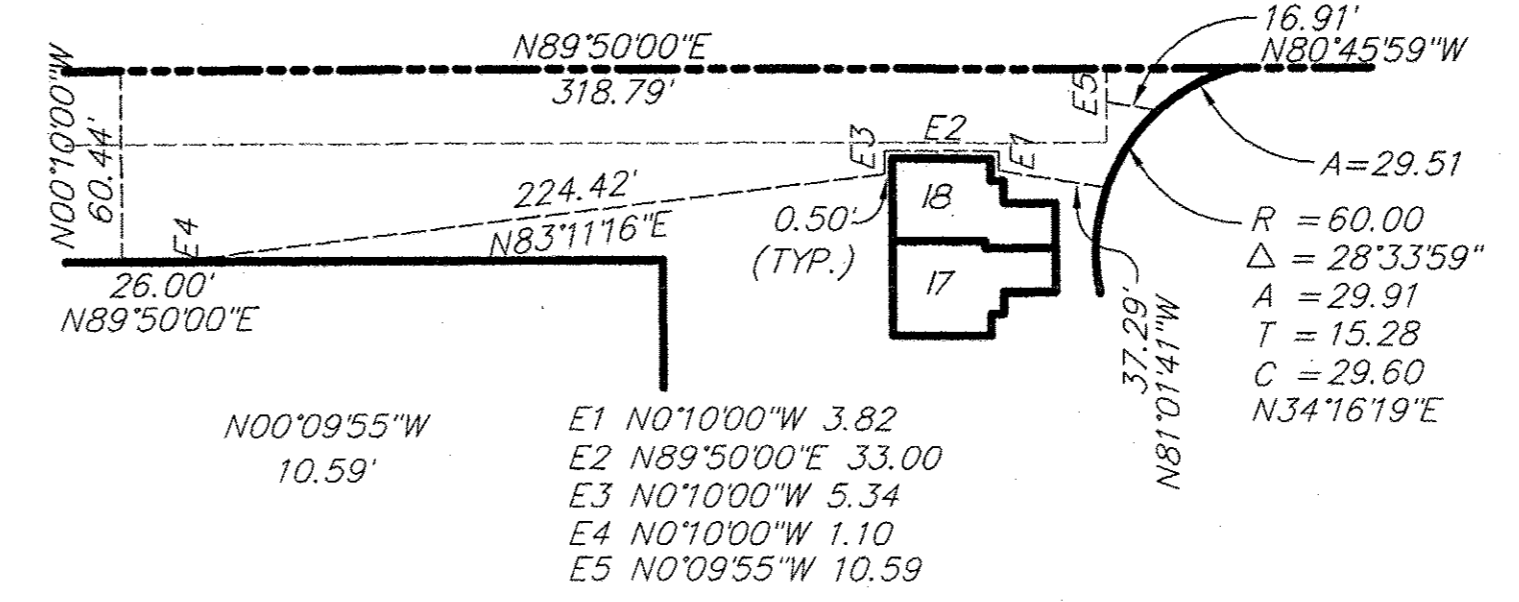 16.91'
N80°45'59"W
N89°50'00"E
318.79'
N00°10'00"W
60.44'
E5
E3
E2
E1
A=29.51
E4
224.42'
N83°11'16"E
0.50'
(TYP.)
18
17
R = 60.00
Δ = 28°33'59"
A = 29.91
T = 15.28
C = 29.60
N34°16'19"E
26.00'
N89°50'00"E
37.29'
N81°01'41"W
N00°09'55"W
10.59'
E1 N0°10'00"W 3.82
E2 N89°50'00"E 33.00
E3 N0°10'00"W 5.34
E4 N0°10'00"W 1.10
E5 N0°09'55"W 10.59